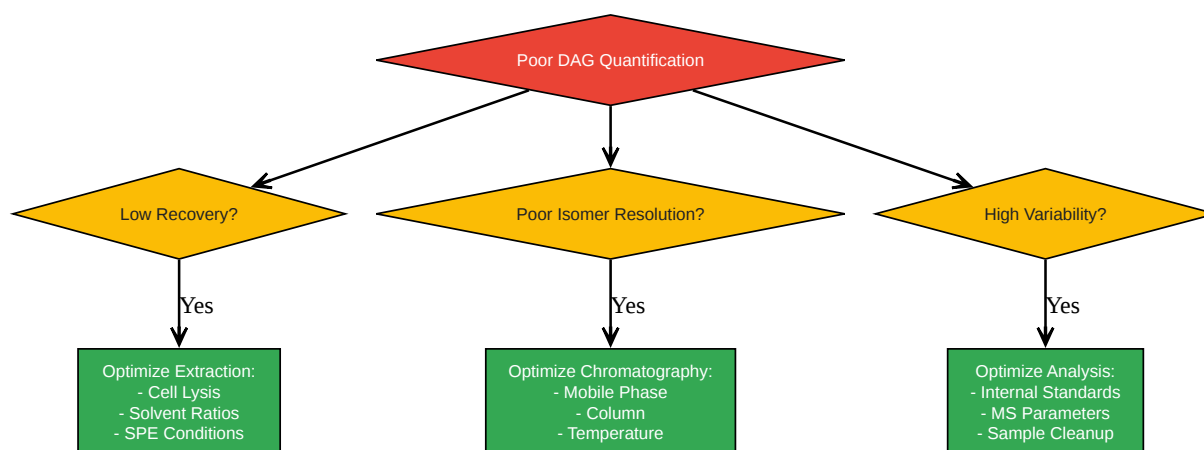 Poor DAG Quantification
Low Recovery?
Poor Isomer Resolution?
High Variability?
Yes
Yes
Yes
Optimize Extraction:
- Cell Lysis
- Solvent Ratios
- SPE Conditions
Optimize Chromatography:
- Mobile Phase
- Column
- Temperature
Optimize Analysis:
- Internal Standards
- MS Parameters
- Sample Cleanup